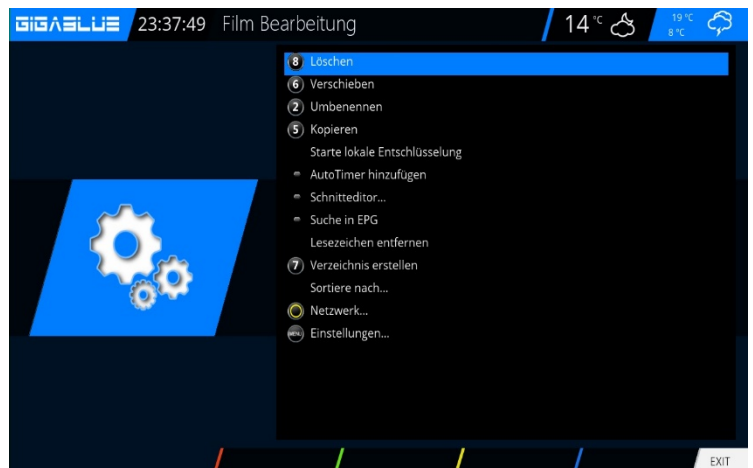 GIGABLUE 23:37:49 Film Bearbeitung 14 °C 19 °C
8 °C
8 Löschen
6 Verschieben
2 Umbenennen
5 Kopieren
Starte lokale Entschlüsselung
AutoTimer hinzufügen
Schnitteditor...
Suche in EPG
Lesezeichen entfernen
7 Verzeichnis erstellen
Sortiere nach...
Netzwerk...
MENU Einstellungen...
EXIT